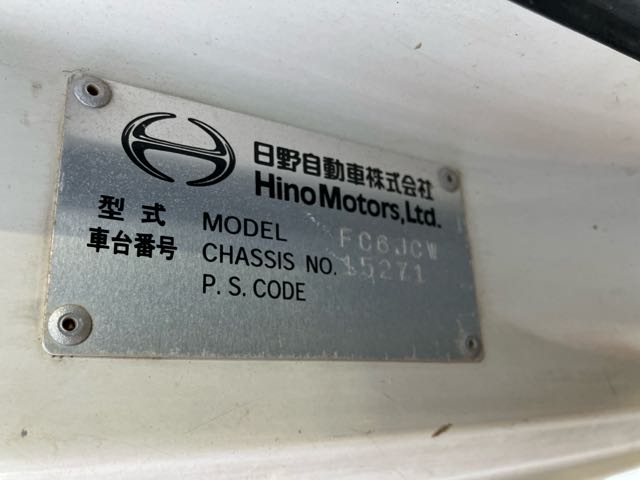 日野自動車株式会社
Hino Motors, Ltd.
型式 MODEL FC6JCW
車台番号 CHASSIS NO. 15271
P.S.CODE